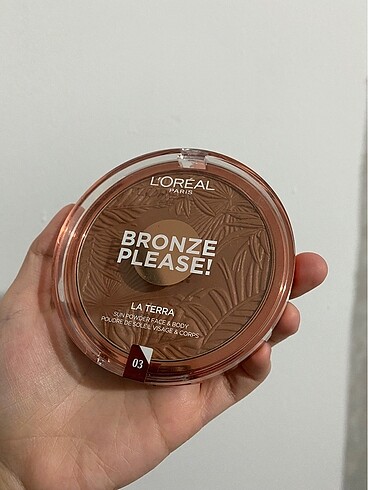 L'ORÉAL
PARIS
BRONZE
PLEASE!
LA TERRA
SUN POWDER FACE & BODY
POUDRE DE SOLEIL VISAGE & CORPS
03